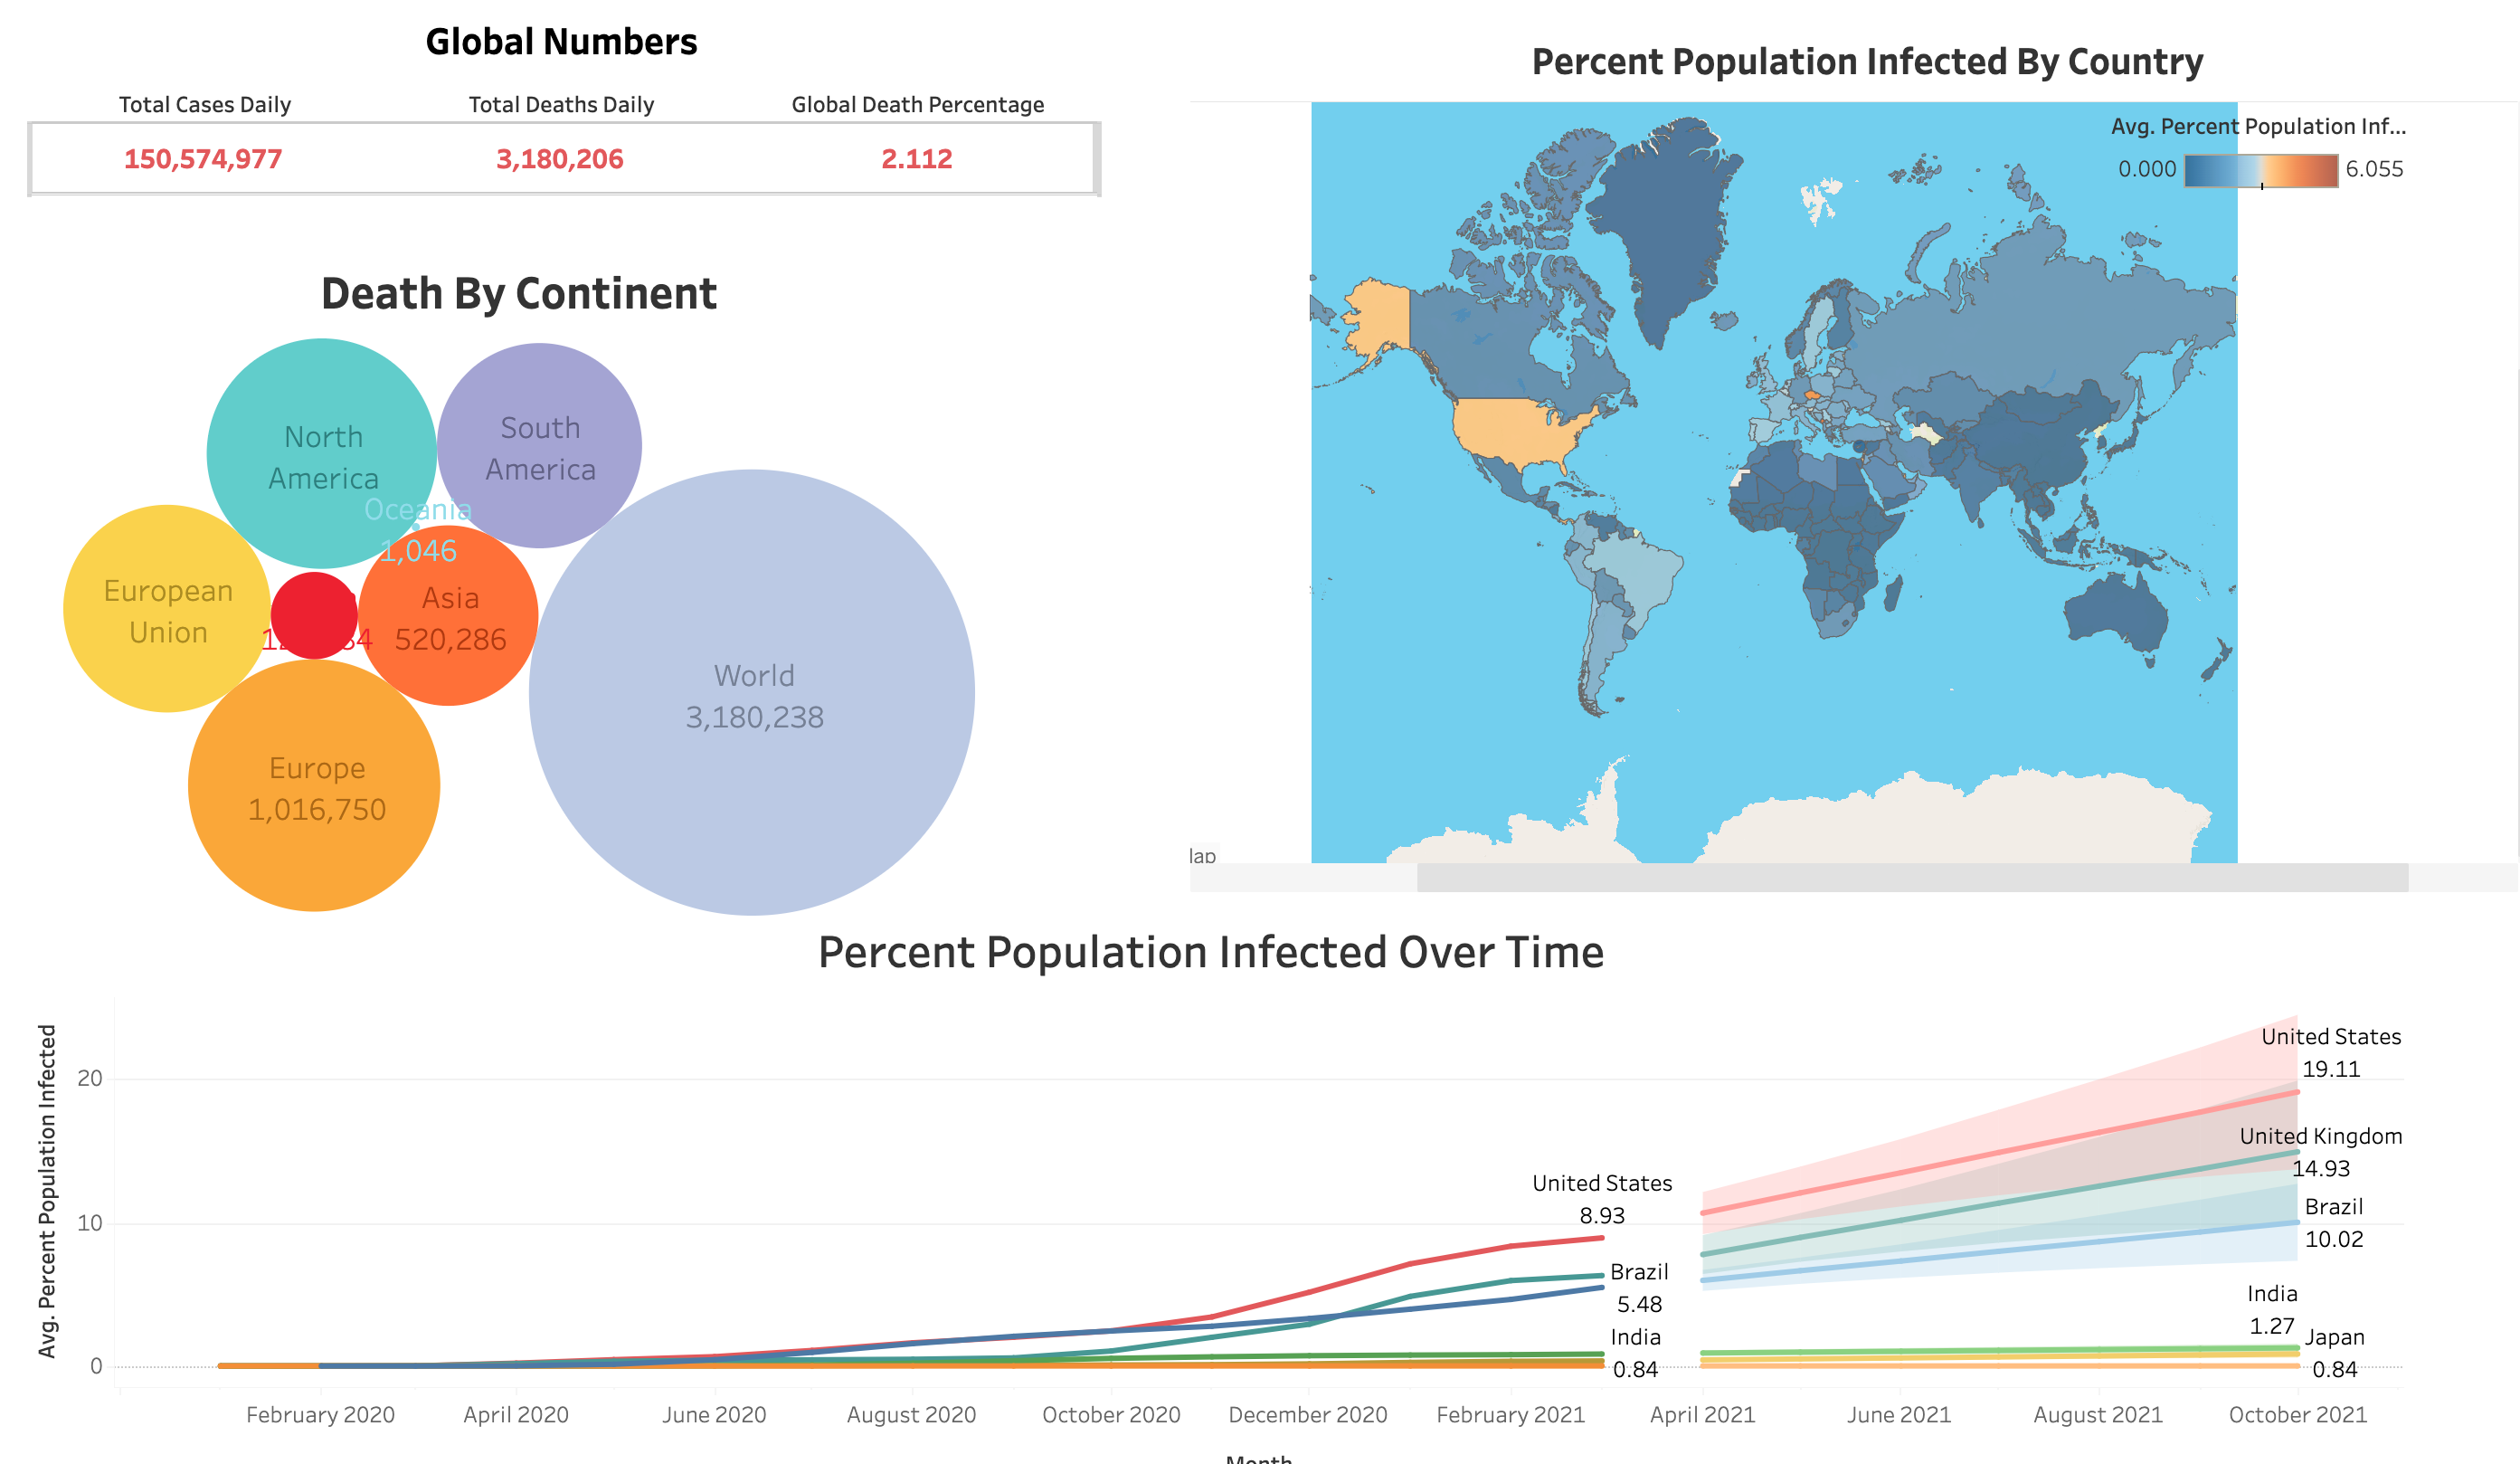 Global Numbers
Total Cases Daily
Total Deaths Daily
Global Death Percentage
150,574,977
3,180,206
2.112
Percent Population Infected By Country
Avg. Percent Population Inf...
0.000
6.055
Death By Continent
North
America
South
America
Oceania
1,046
European
Union
Asia
520,286
World
3,180,238
Europe
1,016,750
Percent Population Infected Over Time
Avg. Percent Population Infected
20
10
0
United States
8.93
Brazil
5.48
India
0.84
United States
19.11
United Kingdom
14.93
Brazil
10.02
India
1.27
Japan
0.84
February 2020
April 2020
June 2020
August 2020
October 2020
December 2020
February 2021
April 2021
June 2021
August 2021
October 2021
Month